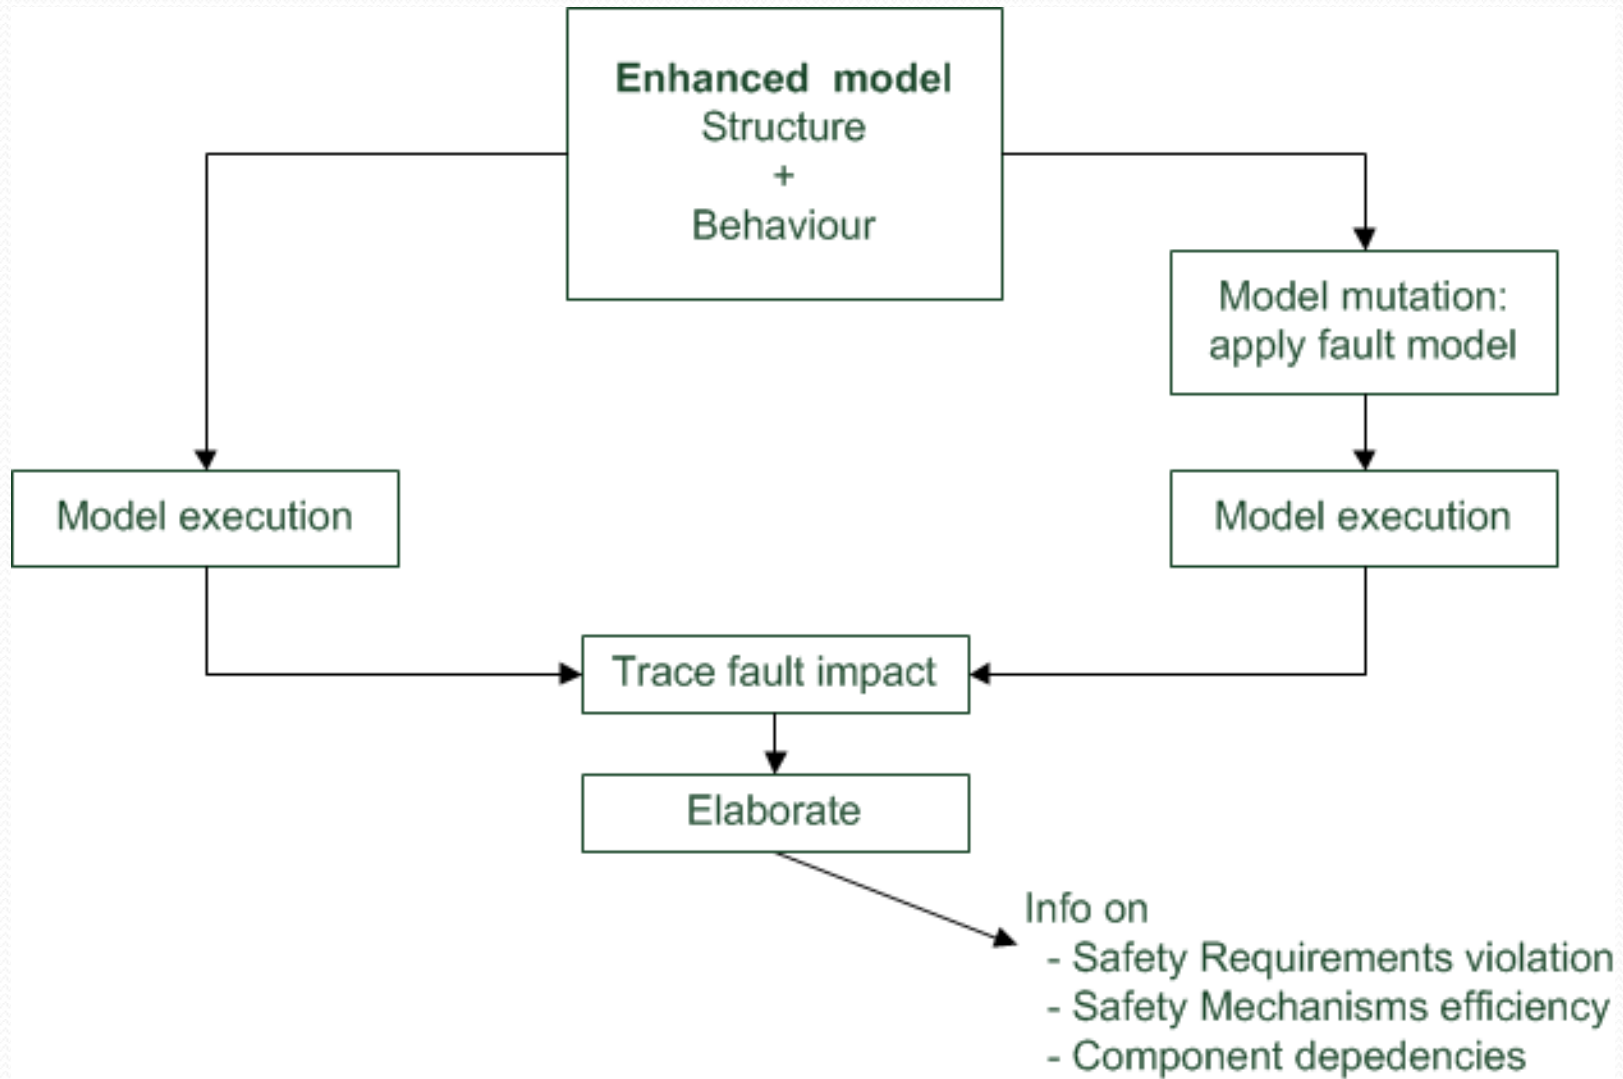 Enhanced model
Structure
+
Behaviour
Model mutation:
apply fault model
Model execution
Model execution
Trace fault impact
Elaborate
Info on
- Safety Requirements violation
- Safety Mechanisms efficiency
- Component depedencies